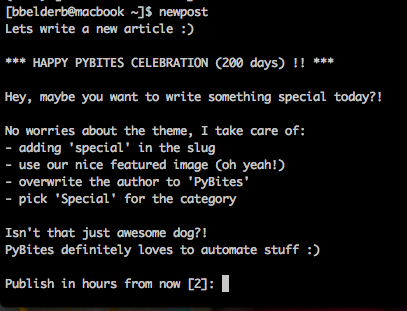 [bbelderb@macbook ~]$ newpost
Lets write a new article :)
*** HAPPY PYBITES CELEBRATION (200 days) !! ***
Hey, maybe you want to write something special today?!
No worries about the theme, I take care of:
- adding 'special' in the slug
- use our nice featured image (oh yeah!)
- overwrite the author to 'PyBites'
- pick 'Special' for the category
Isn't that just awesome dog?!
PyBites definitely loves to automate stuff :)
Publish in hours from now [2]: